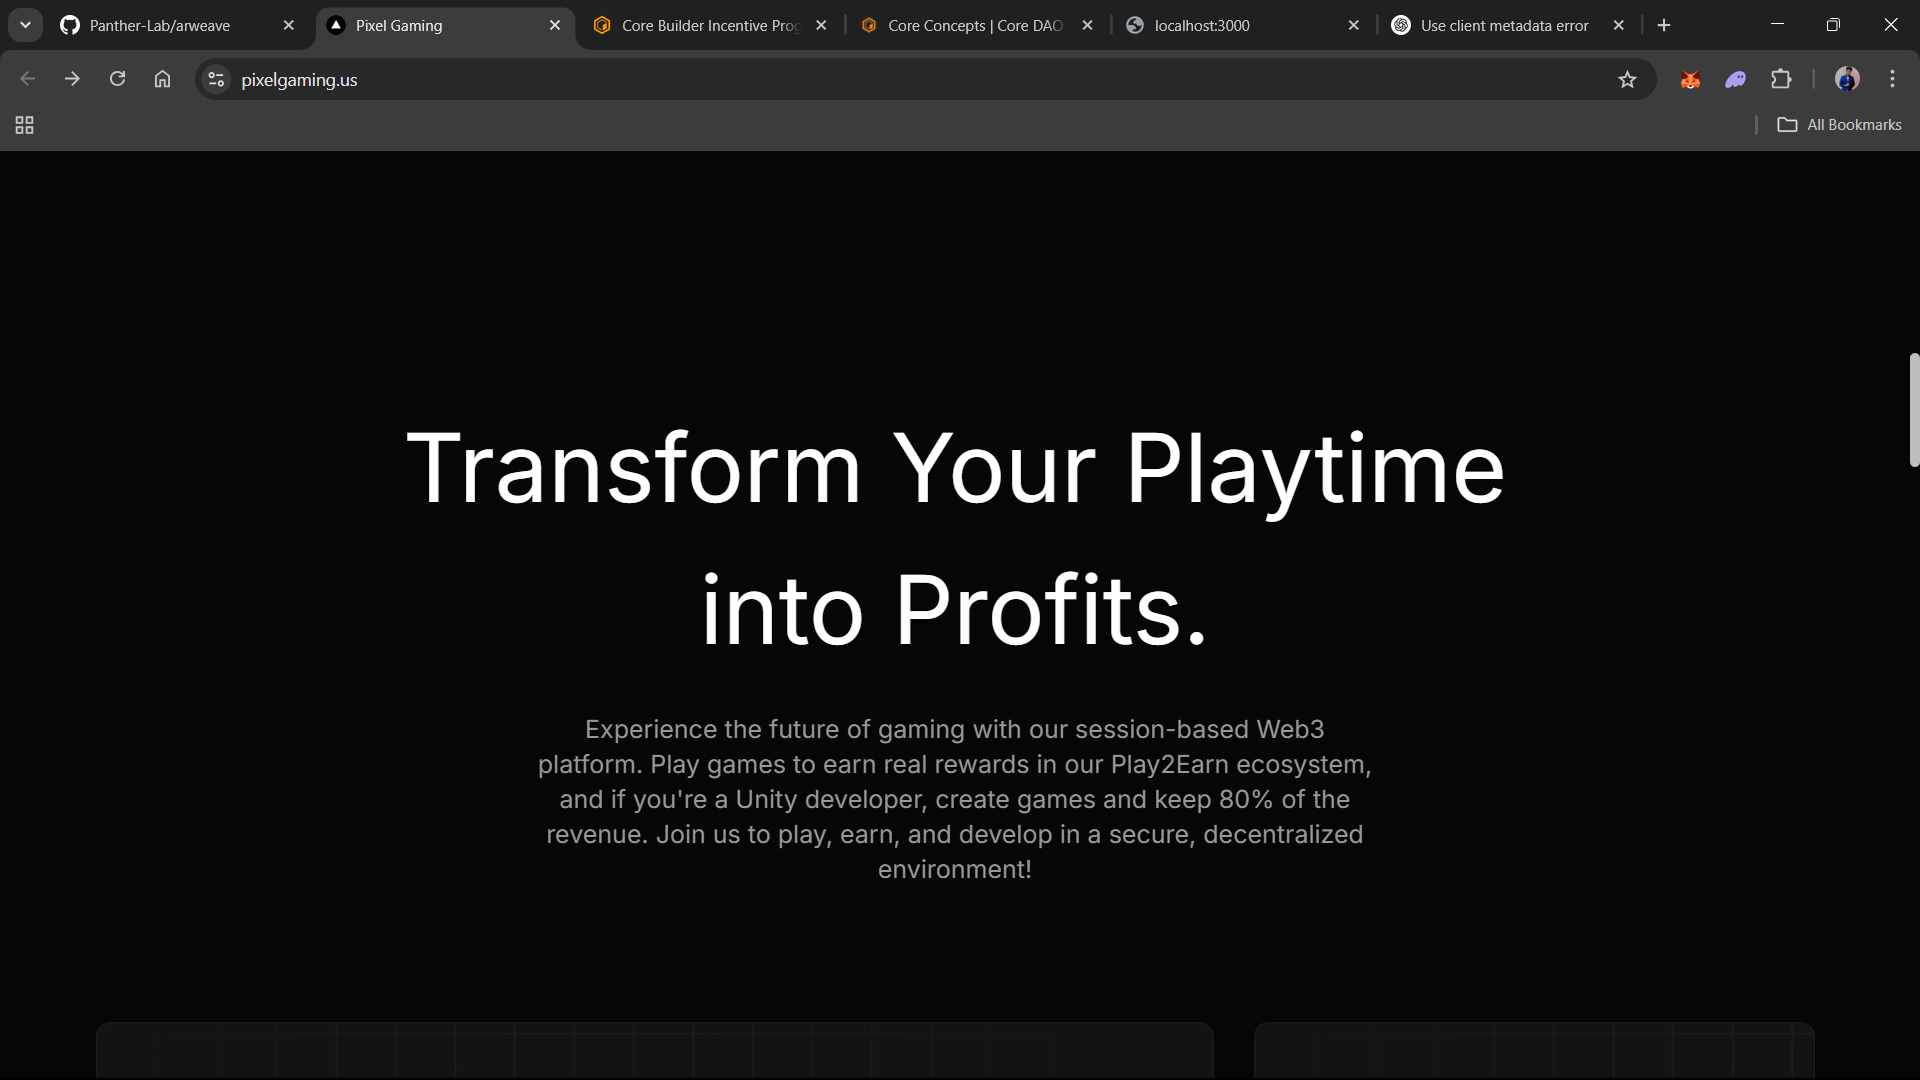 Panther-Lab/arweave
Pixel Gaming
Core Builder Incentive Prog
Core Concepts | Core DAO
localhost:3000
Use client metadata error
pixelgaming.us
All Bookmarks
Transform Your Playtime
into Profits.
Experience the future of gaming with our session-based Web3
platform. Play games to earn real rewards in our Play2Earn ecosystem,
and if you're a Unity developer, create games and keep 80% of the
revenue. Join us to play, earn, and develop in a secure, decentralized
environment!